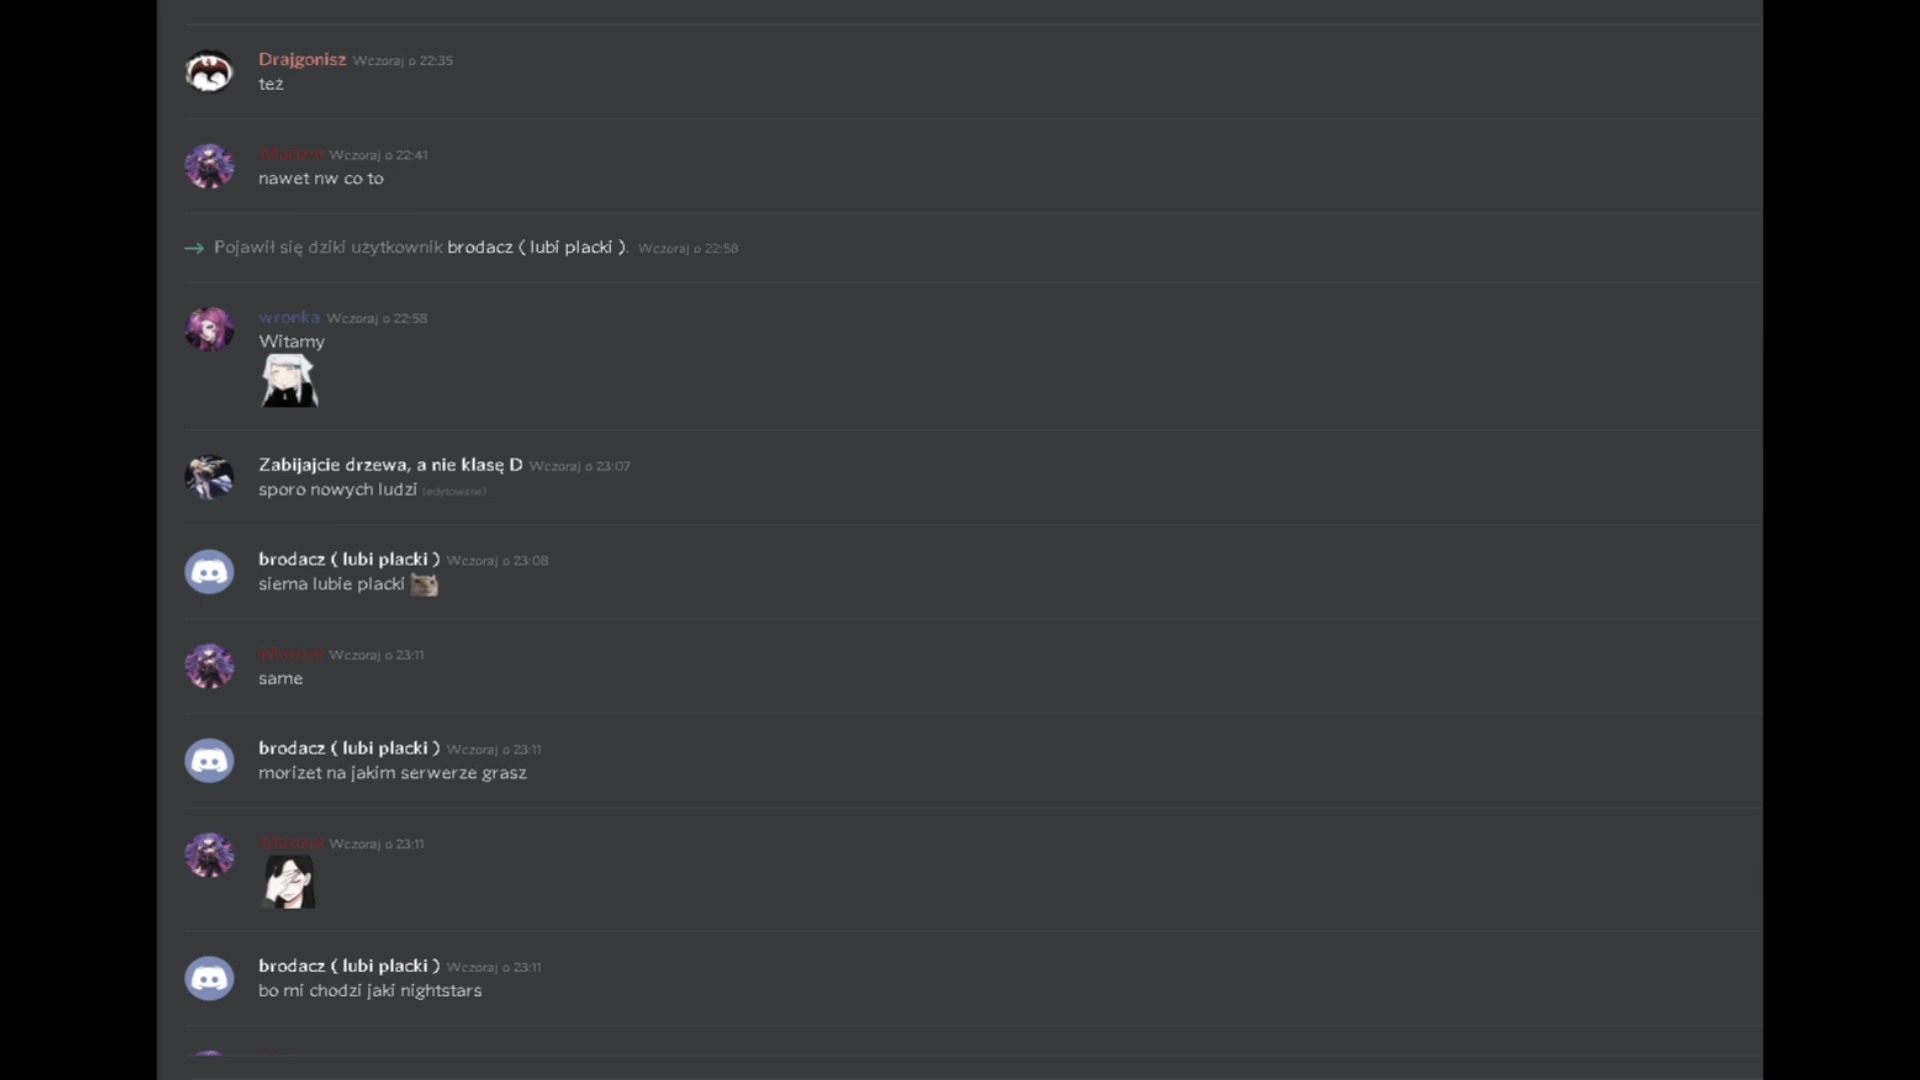 Drajgonisz Wczoraj o 22:35
też
Wczoraj o 22:41
nawet nw co to
Pojawił się dziki użytkownik brodacz ( lubi placki ). Wczoraj o 22:58
wronka Wczoraj o 22:58
Witamy
Zabijajcie drzewa, a nie klasę D Wczoraj o 23:07
sporo nowych ludzi (edytowane)
brodacz ( lubi placki ) Wczoraj o 23:08
siema lubie placki
Wczoraj o 23:11
same
brodacz ( lubi placki ) Wczoraj o 23:11
morizet na jakim serwerze grasz
Wczoraj o 23:11
brodacz ( lubi placki ) Wczoraj o 23:11
bo mi chodzi jaki nightstars